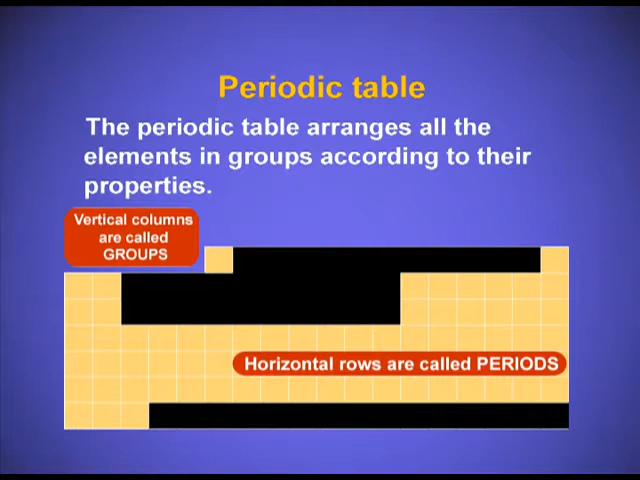 Periodic table
The periodic table arranges all the
elements in groups according to their
properties.
Vertical columns
are called
GROUPS
Horizontal rows are called PERIODS